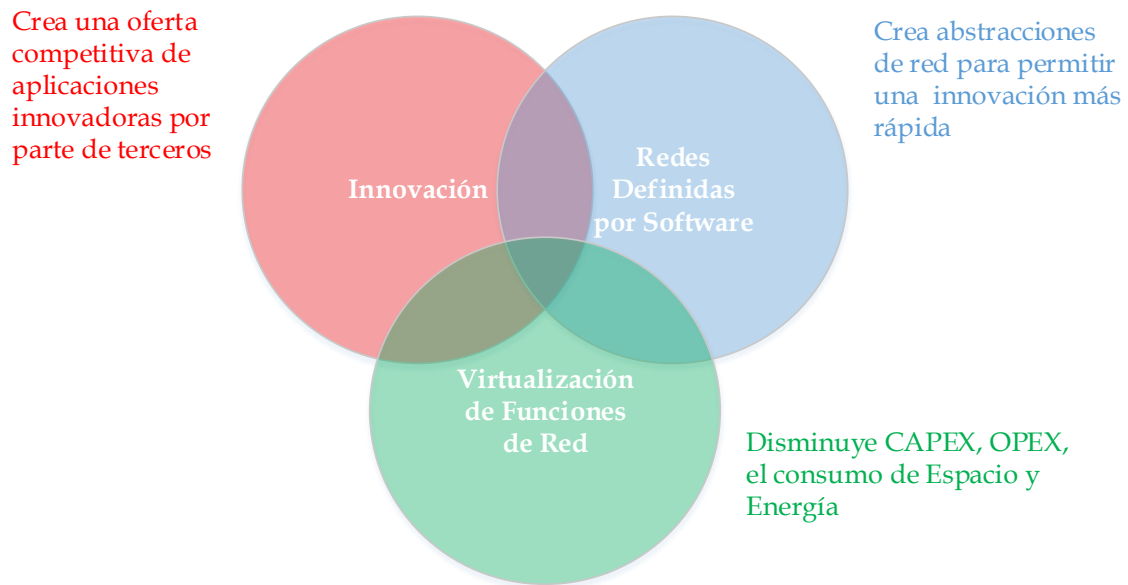 Crea una oferta
competitiva de
aplicaciones
innovadoras por
parte de terceros
Crea abstracciones
de red para permitir
una innovación más
rápida
Innovación
Redes
Definidas
por Software
Virtualización
de Funciones
de Red
Disminuye CAPEX, OPEX,
el consumo de Espacio y
Energía